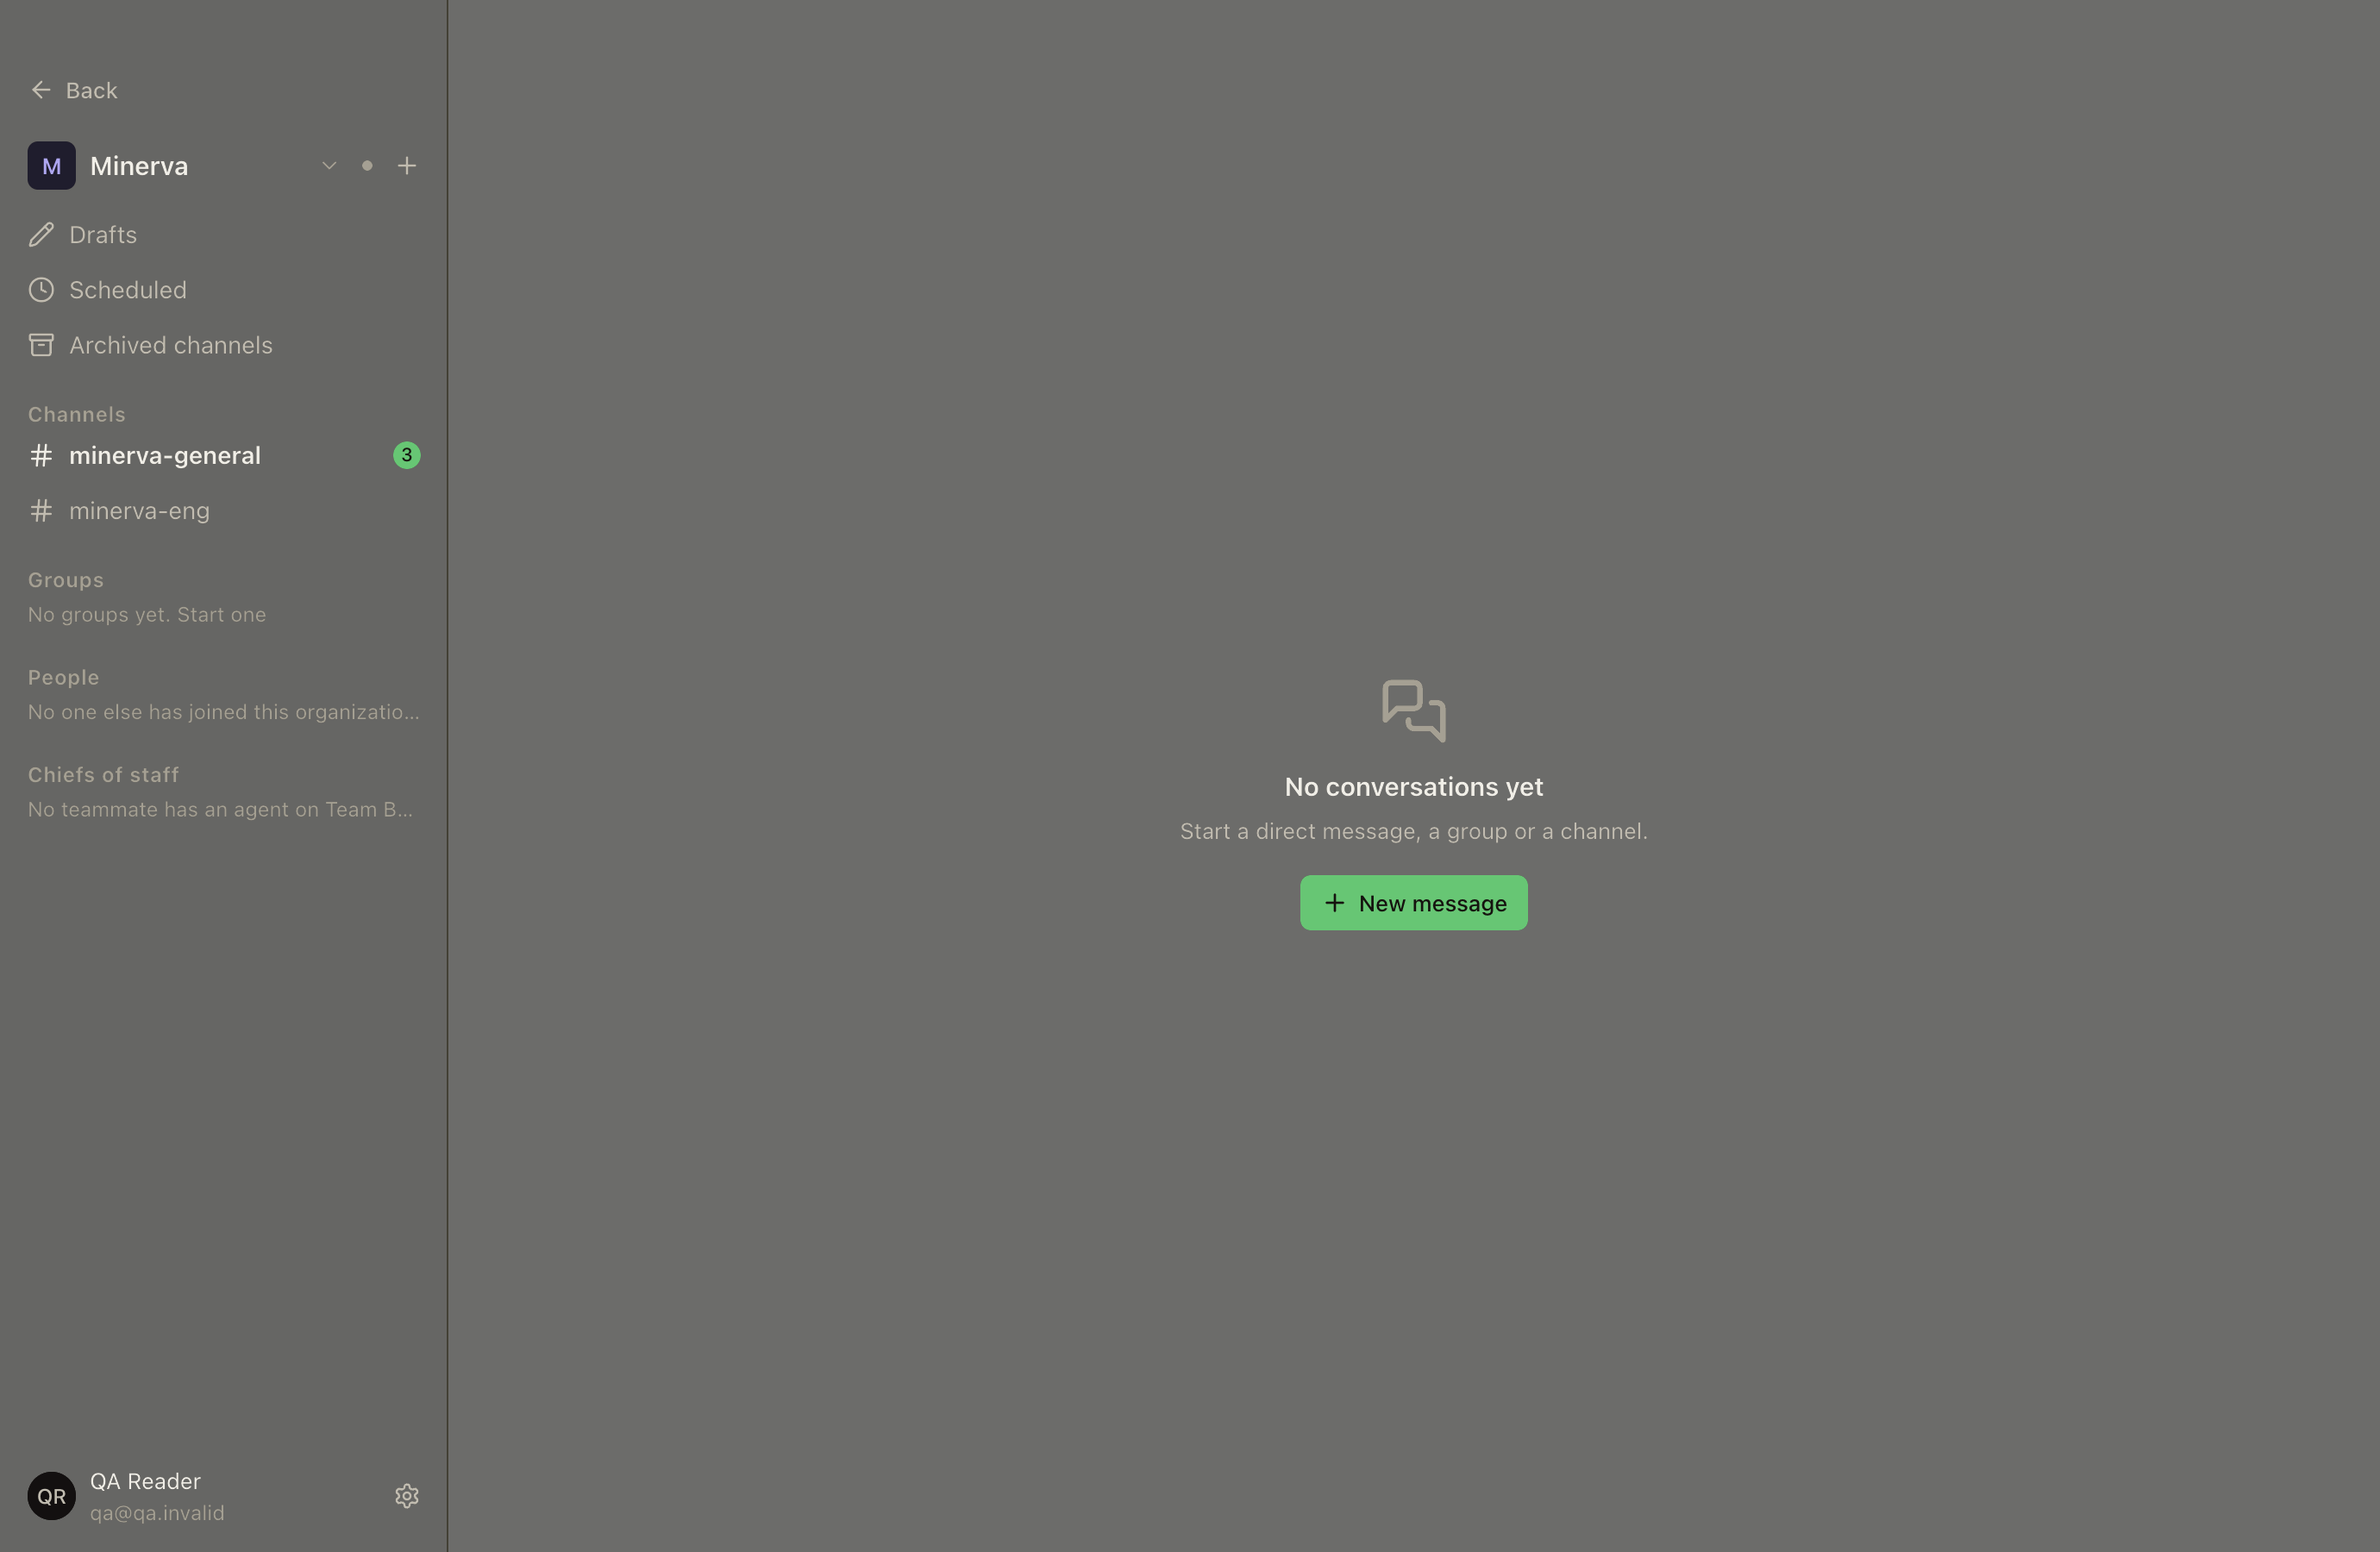 Back
M Minerva
Drafts
Scheduled
Archived channels
Channels
# minerva-general 3
# minerva-eng
Groups
No groups yet. Start one
People
No one else has joined this organizatio...
Chiefs of staff
No teammate has an agent on Team B...
No conversations yet
Start a direct message, a group or a channel.
+ New message
QR QA Reader
qa@qa.invalid